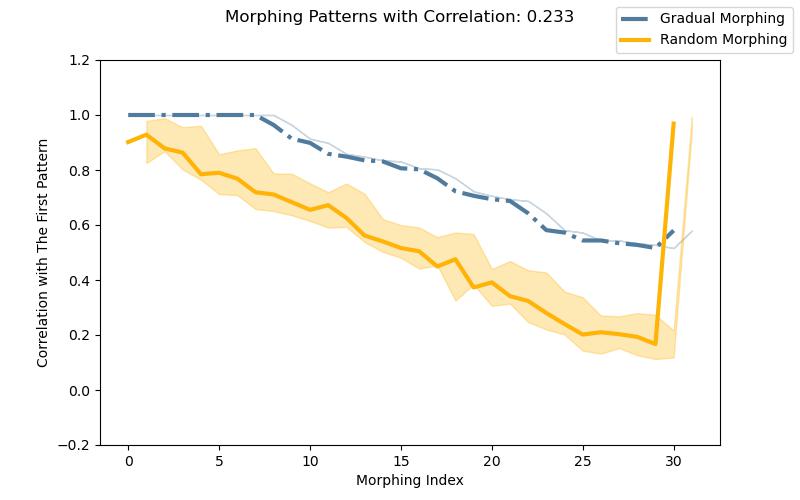 Morphing Patterns with Correlation: 0.233
Gradual Morphing
Random Morphing
1.2
1.0
0.8
0.6
0.4
0.2
0.0
−0.2
Correlation with The First Pattern
0 5 10 15 20 25 30
Morphing Index